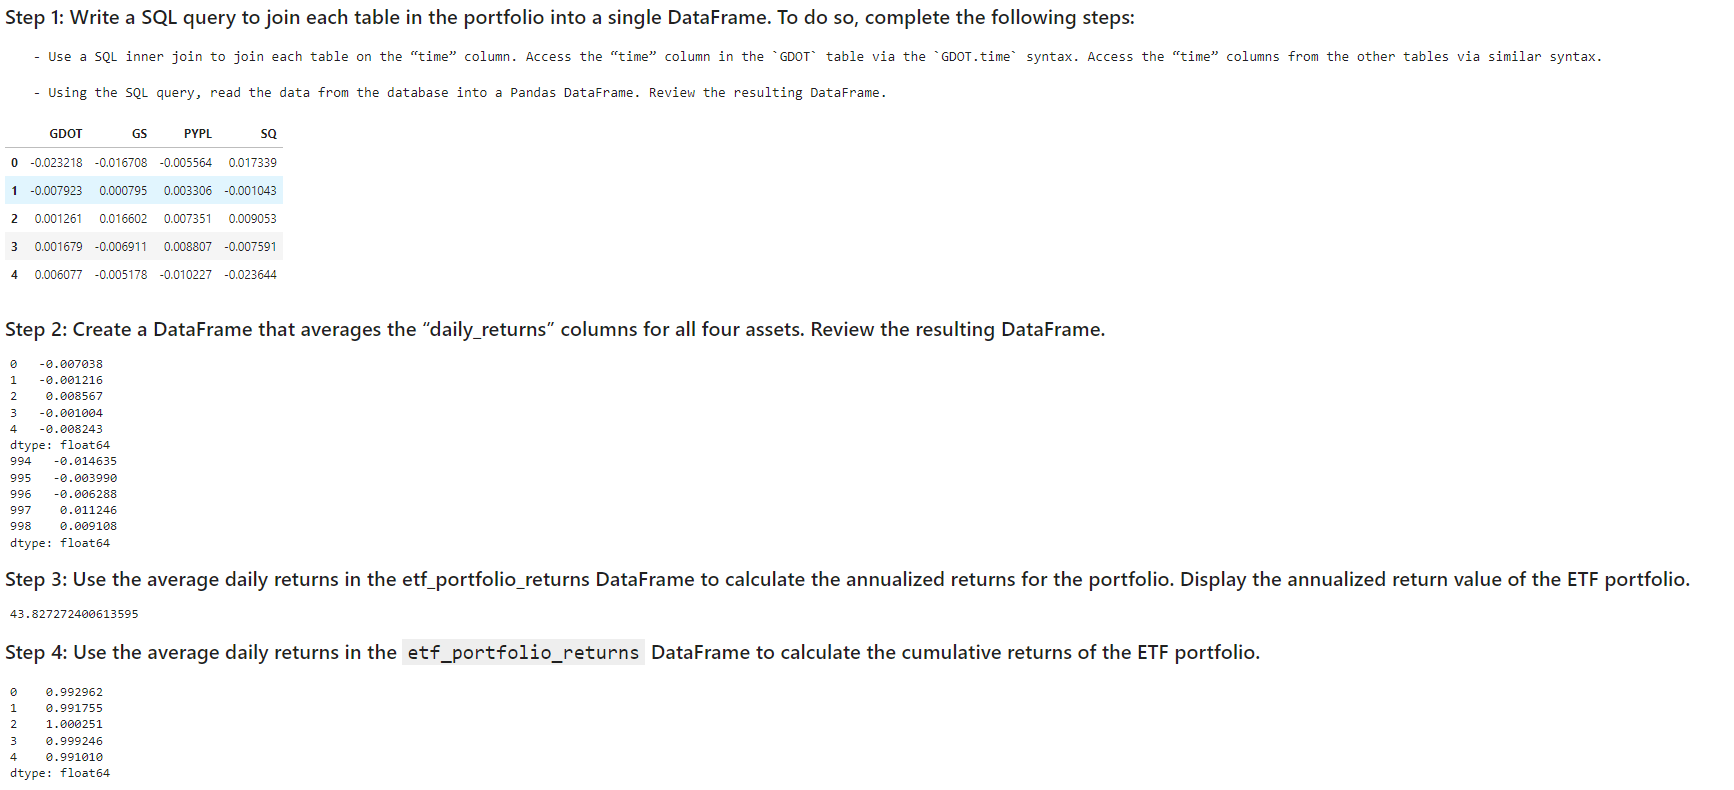 Step 1: Write a SQL query to join each table in the portfolio into a single DataFrame. To do so, complete the following steps:
- Use a SQL inner join to join each table on the “time” column. Access the “time” column in the `GDOT` table via the `GDOT.time` syntax. Access the “time” columns from the other tables via similar syntax.
- Using the SQL query, read the data from the database into a Pandas DataFrame. Review the resulting DataFrame.
GDOT GS PYPL SQ
0 -0.023218 -0.016708 -0.005564 0.017339
1 -0.007923 0.000795 0.003306 -0.001043
2 0.001261 0.016602 0.007351 0.009053
3 0.001679 -0.006911 0.008807 -0.007591
4 0.006077 -0.005178 -0.010227 -0.023644
Step 2: Create a DataFrame that averages the “daily_returns” columns for all four assets. Review the resulting DataFrame.
0 -0.007038
1 -0.001216
2 0.008567
3 -0.001004
4 -0.008243
dtype: float64
994 -0.014635
995 -0.003990
996 -0.006288
997 0.011246
998 0.009108
dtype: float64
Step 3: Use the average daily returns in the etf_portfolio_returns DataFrame to calculate the annualized returns for the portfolio. Display the annualized return value of the ETF portfolio.
43.827272400613595
Step 4: Use the average daily returns in the etf_portfolio_returns DataFrame to calculate the cumulative returns of the ETF portfolio.
0 0.992962
1 0.991755
2 1.000251
3 0.999246
4 0.991010
dtype: float64